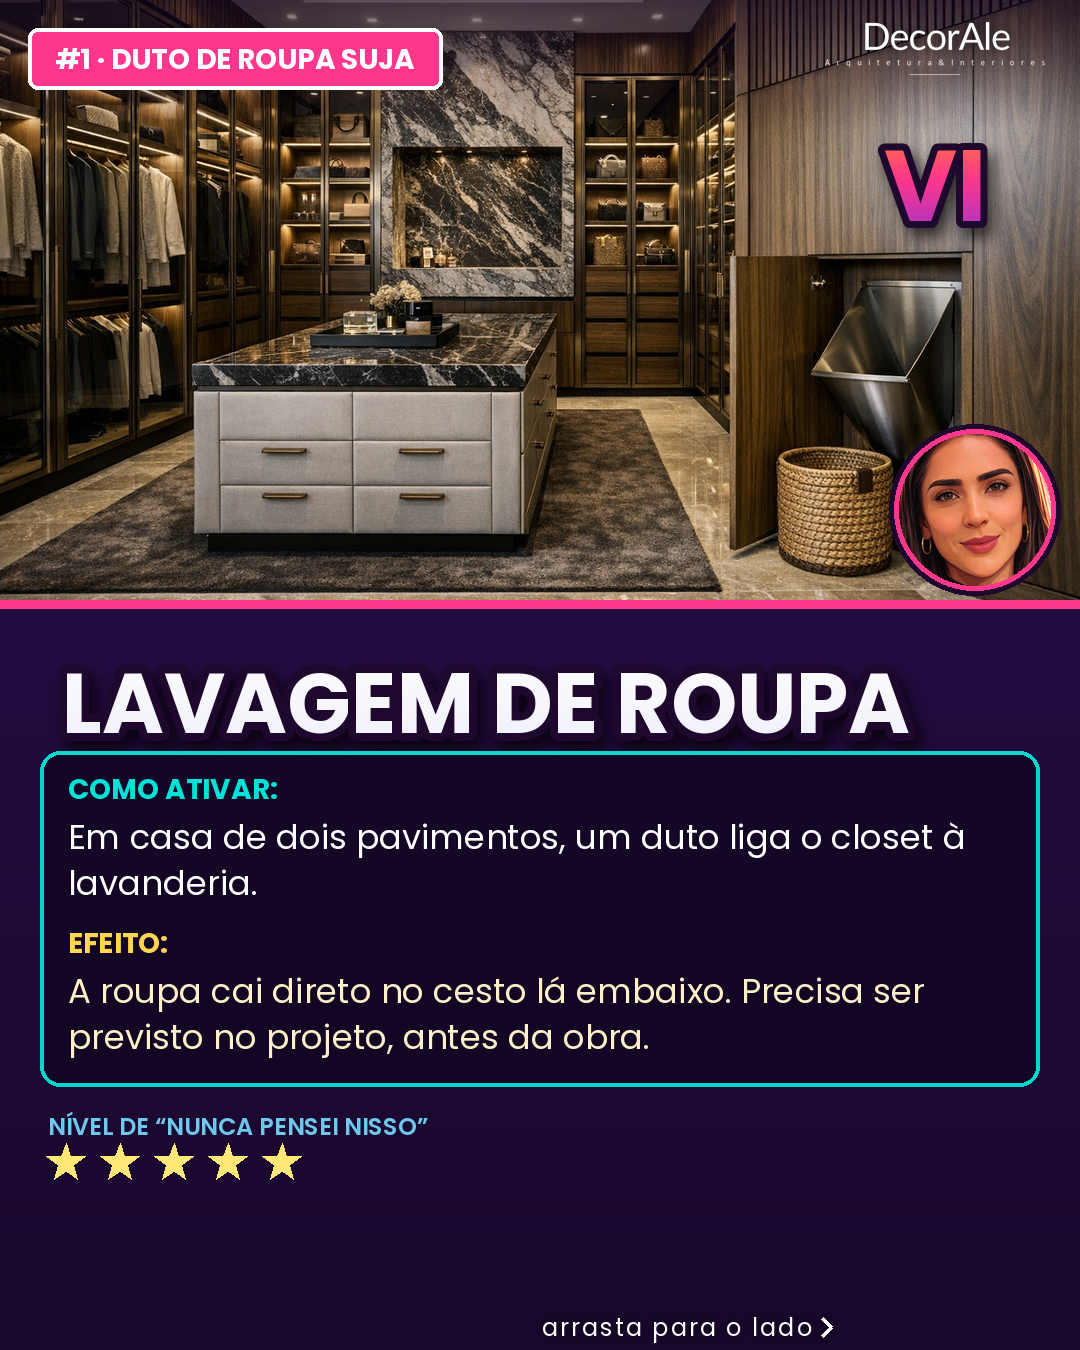 #1 · DUTO DE ROUPA SUJA
DecorAle
Arquitetura&Interiores
VI
LAVAGEM DE ROUPA
COMO ATIVAR:
Em casa de dois pavimentos, um duto liga o closet à
lavanderia.
EFEITO:
A roupa cai direto no cesto lá embaixo. Precisa ser
previsto no projeto, antes da obra.
NÍVEL DE “NUNCA PENSEI NISSO”
arrasta para o lado